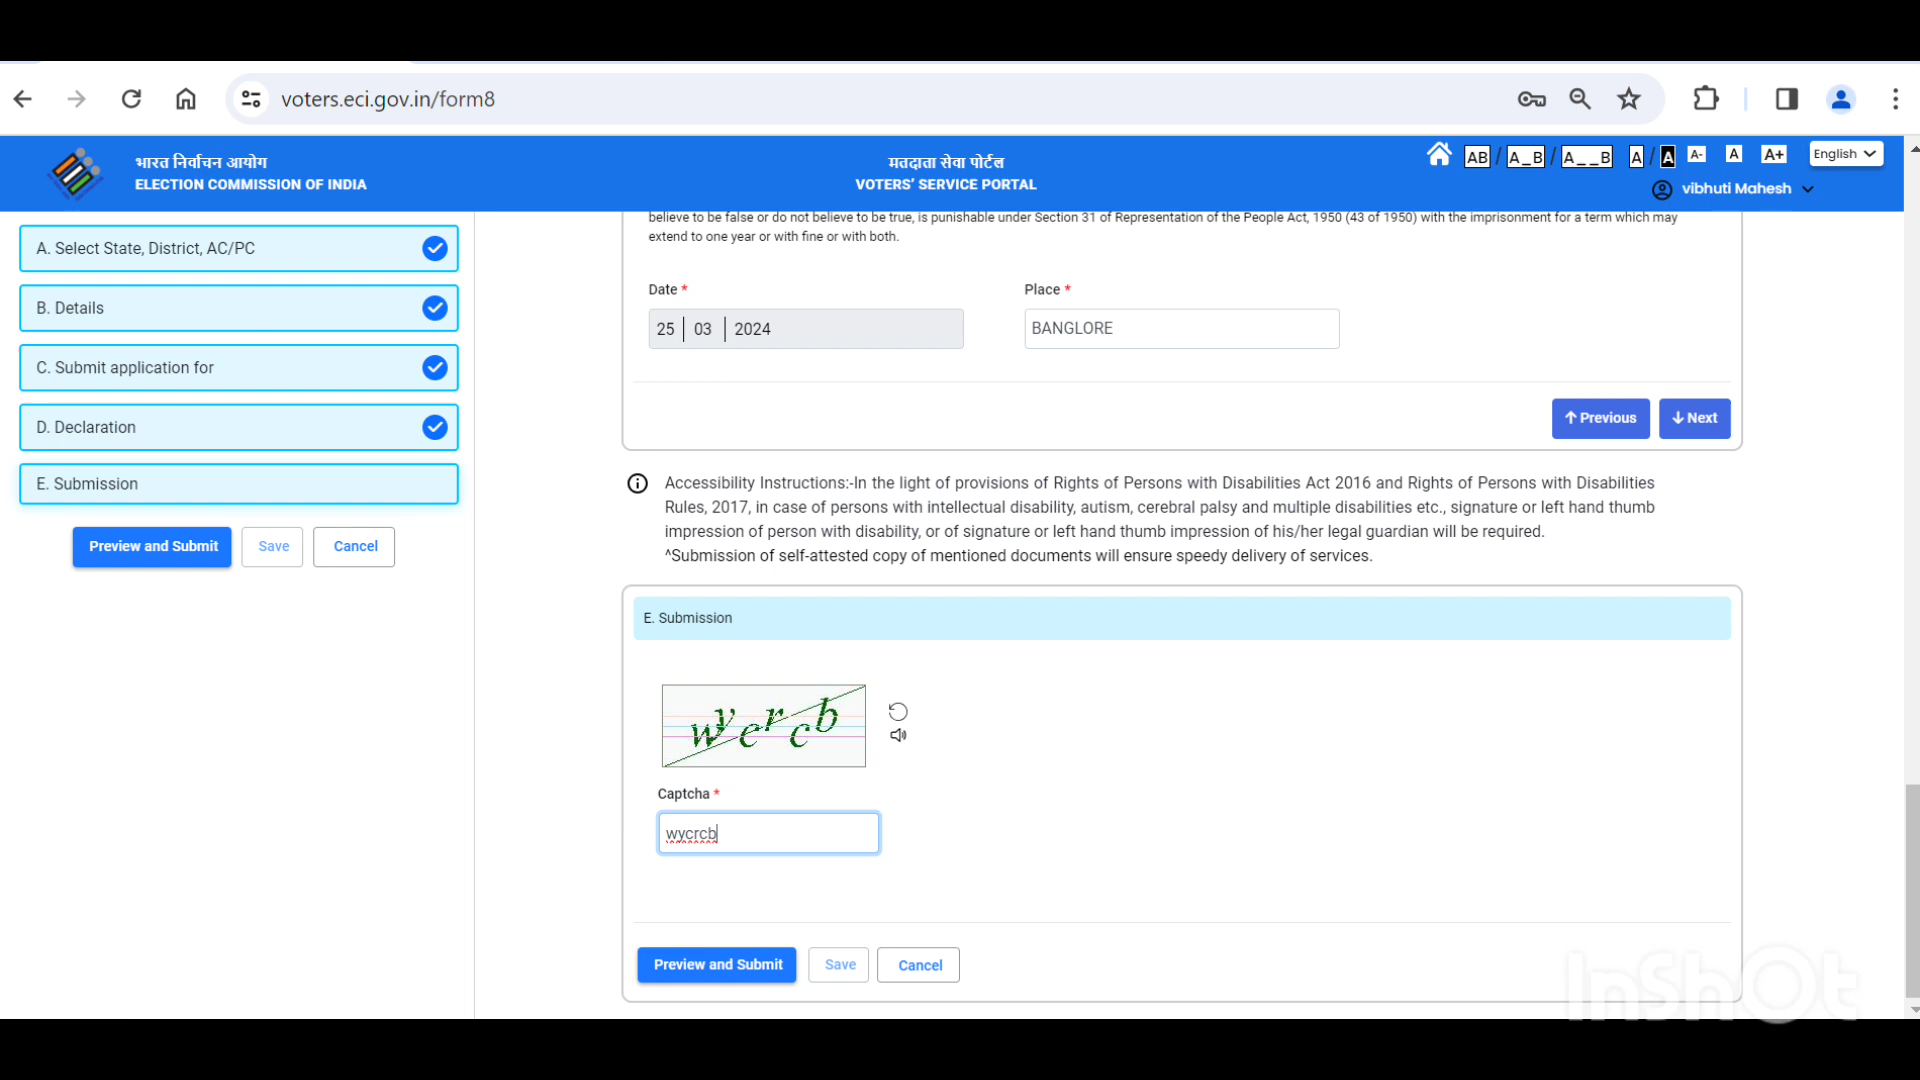 voters.eci.gov.in/form8
भारत निर्वाचन आयोग
ELECTION COMMISSION OF INDIA
मतदाता सेवा पोर्टल
VOTERS' SERVICE PORTAL
AB / A_B / A__B A / A A- A A+ English
vibhuti Mahesh
A. Select State, District, AC/PC
B. Details
C. Submit application for
D. Declaration
E. Submission
Preview and Submit Save Cancel
believe to be false or do not believe to be true, is punishable under Section 31 of Representation of the People Act, 1950 (43 of 1950) with the imprisonment for a term which may
extend to one year or with fine or with both.
Date * Place *
25 03 2024 BANGLORE
Previous Next
Accessibility Instructions:-In the light of provisions of Rights of Persons with Disabilities Act 2016 and Rights of Persons with Disabilities
Rules, 2017, in case of persons with intellectual disability, autism, cerebral palsy and multiple disabilities etc., signature or left hand thumb
impression of person with disability, or of signature or left hand thumb impression of his/her legal guardian will be required.
^Submission of self-attested copy of mentioned documents will ensure speedy delivery of services.
E. Submission
wycrcb
Captcha *
wycrcb
Preview and Submit Save Cancel
InShOt